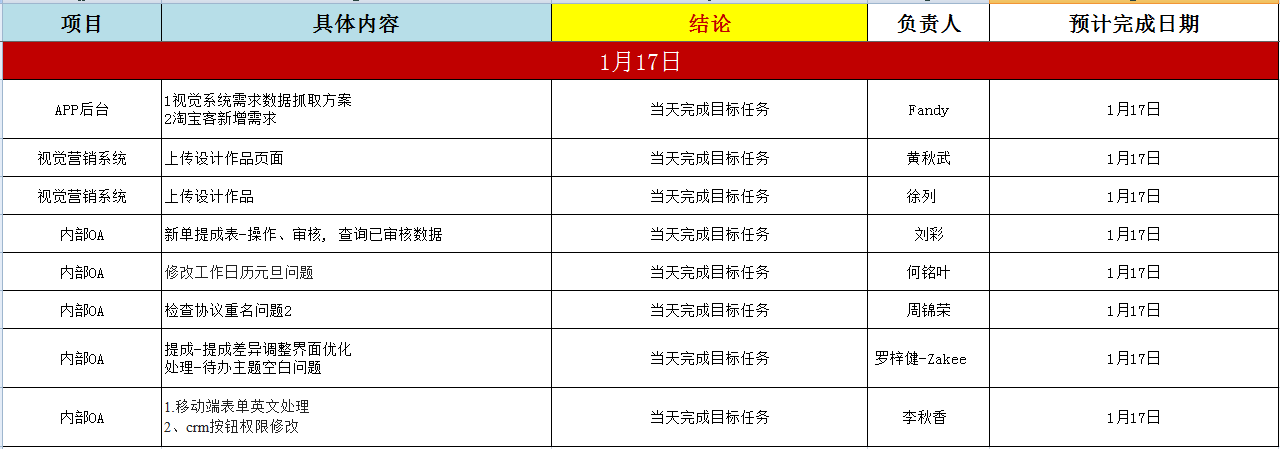 项目 具体内容 结论 负责人 预计完成日期
1月17日
APP后台 1视觉系统需求数据抓取方案 当天完成目标任务 Fandy 1月17日
2淘宝客新增需求
视觉营销系统 上传设计作品页面 当天完成目标任务 黄秋武 1月17日
视觉营销系统 上传设计作品 当天完成目标任务 徐列 1月17日
内部OA 新单提成表-操作、审核, 查询已审核数据 当天完成目标任务 刘彩 1月17日
内部OA 修改工作日历元旦问题 当天完成目标任务 何铭叶 1月17日
内部OA 检查协议重名问题2 当天完成目标任务 周锦荣 1月17日
内部OA 提成-提成差异调整界面优化 当天完成目标任务 罗梓健-Zakee 1月17日
处理-待办主题空白问题
内部OA 1.移动端表单英文处理 当天完成目标任务 李秋香 1月17日
2、crm按钮权限修改